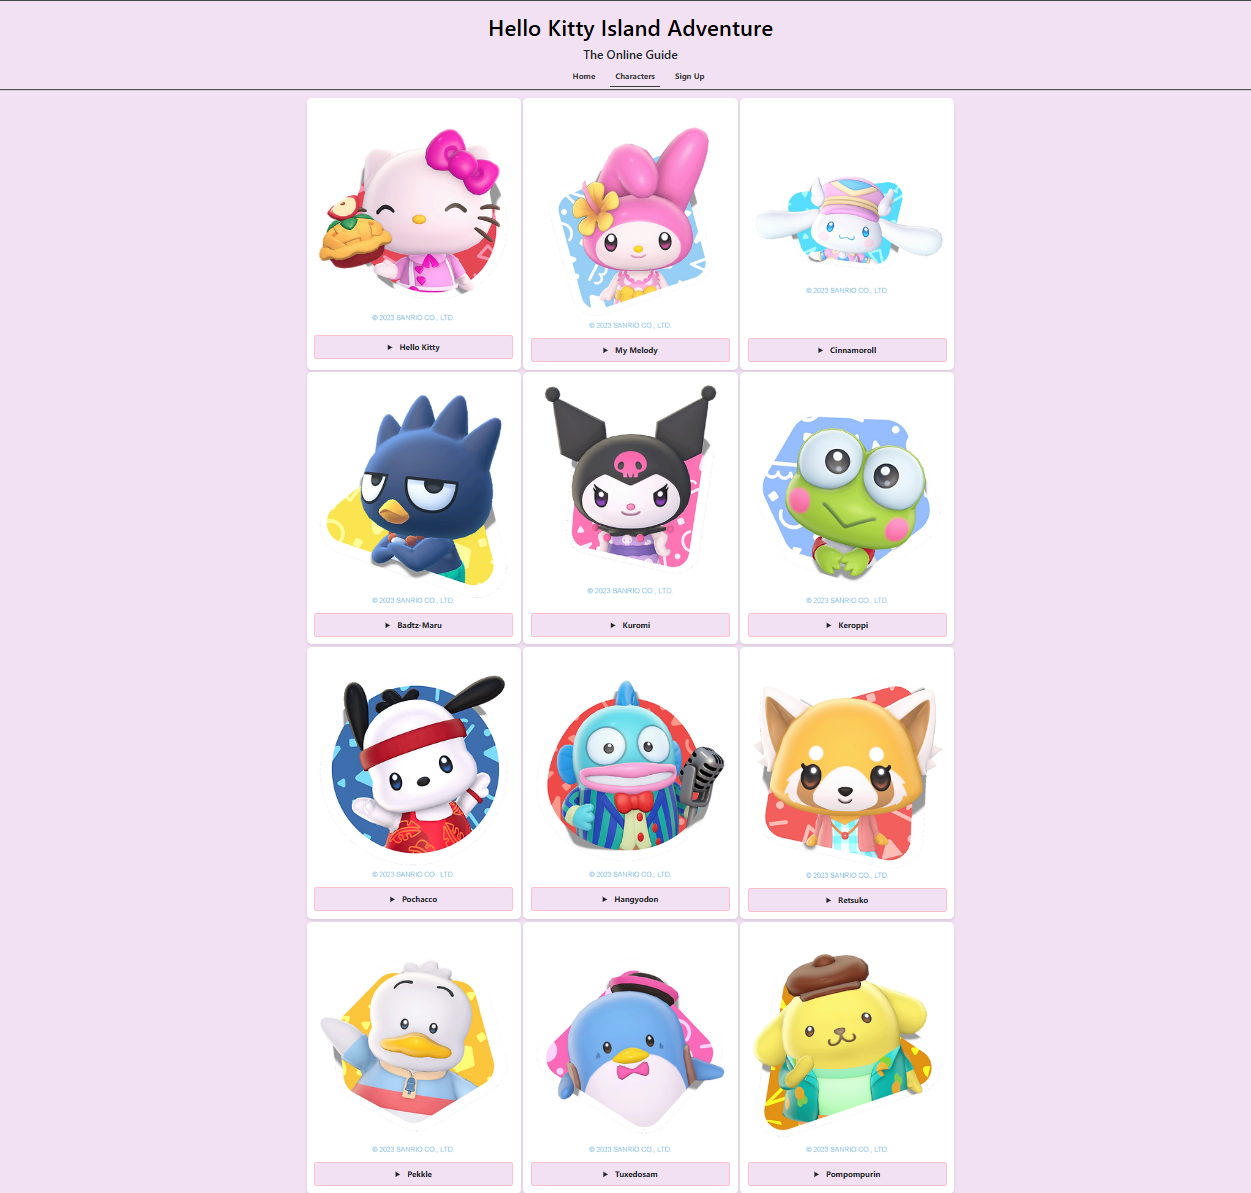 Hello Kitty Island Adventure
The Online Guide
Home Characters Sign Up
© 2023 SANRIO CO., LTD.
Hello Kitty
© 2023 SANRIO CO., LTD.
My Melody
© 2023 SANRIO CO., LTD.
Cinnamoroll
© 2023 SANRIO CO., LTD.
Badtz-Maru
© 2023 SANRIO CO., LTD.
Kuromi
© 2023 SANRIO CO., LTD.
Keroppi
© 2023 SANRIO CO., LTD.
Pochacco
© 2023 SANRIO CO., LTD.
Hangyodon
© 2023 SANRIO CO., LTD.
Retsuko
© 2023 SANRIO CO., LTD.
Pekkle
© 2023 SANRIO CO., LTD.
Tuxedosam
© 2023 SANRIO CO., LTD.
Pompompurin